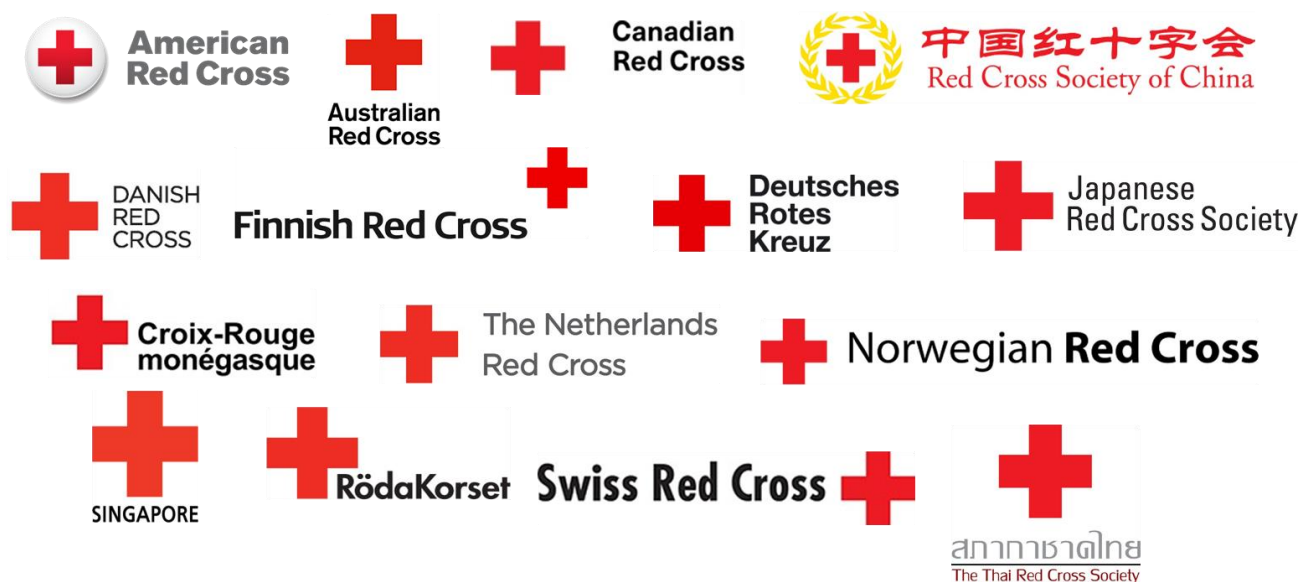 American
Red Cross
Australian
Red Cross
Canadian
Red Cross
中国红十字会
Red Cross Society of China
DANISH
RED
CROSS
Finnish Red Cross
Deutsches
Rotes
Kreuz
Japanese
Red Cross Society
Croix-Rouge
monégasque
The Netherlands
Red Cross
Norwegian Red Cross
SINGAPORE
RödaKorset
Swiss Red Cross
สภากาชาดไทย
The Thai Red Cross Society